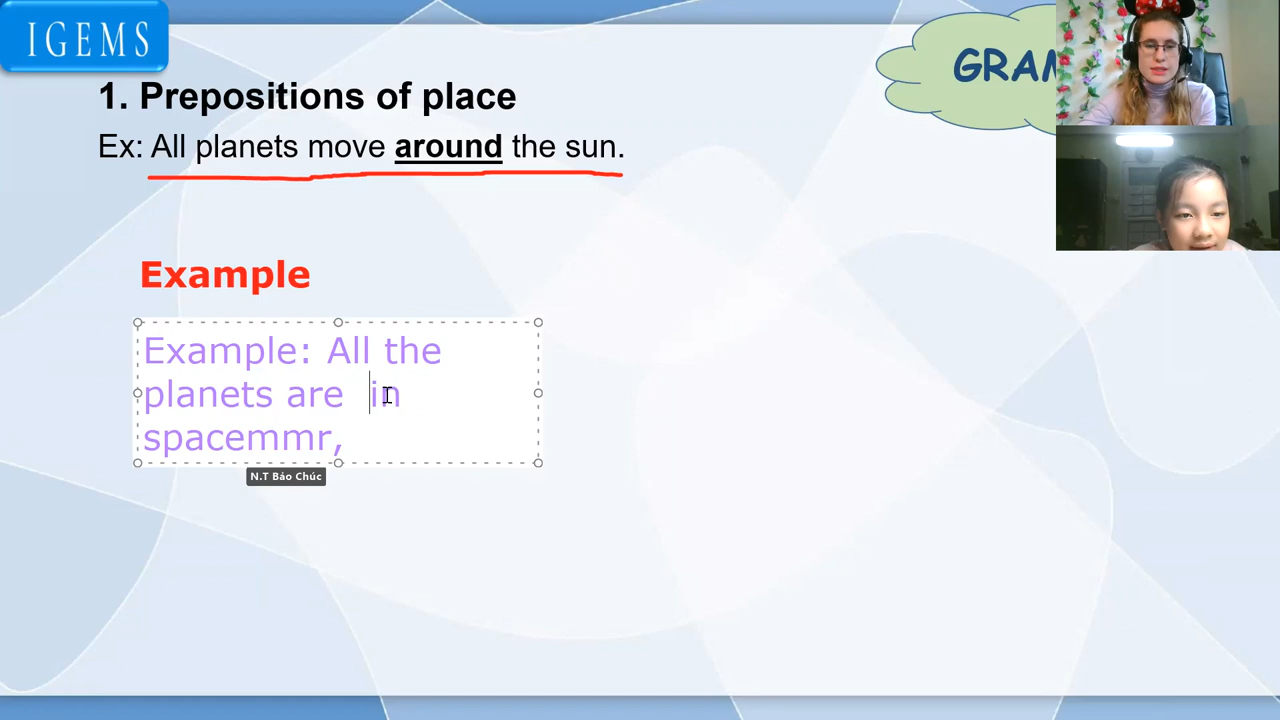 IGEMS
1. Prepositions of place
Ex: All planets move around the sun.
Example
Example: All the
planets are  in
spacemmr,
N.T Bảo Chúc